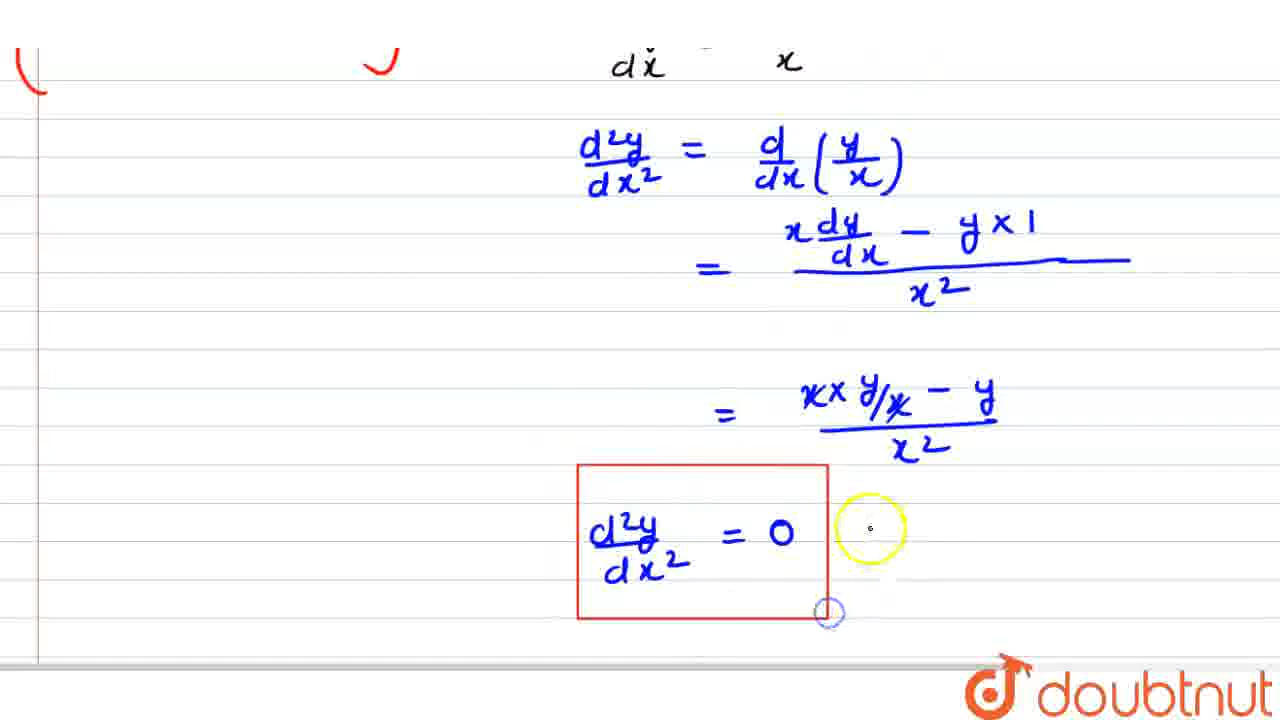 dx x
d²y/dx² = d/dx (y/x)
= x dy/dx − y × 1 / x²
= x × y/x − y / x²
d²y/dx² = 0
doubtnut